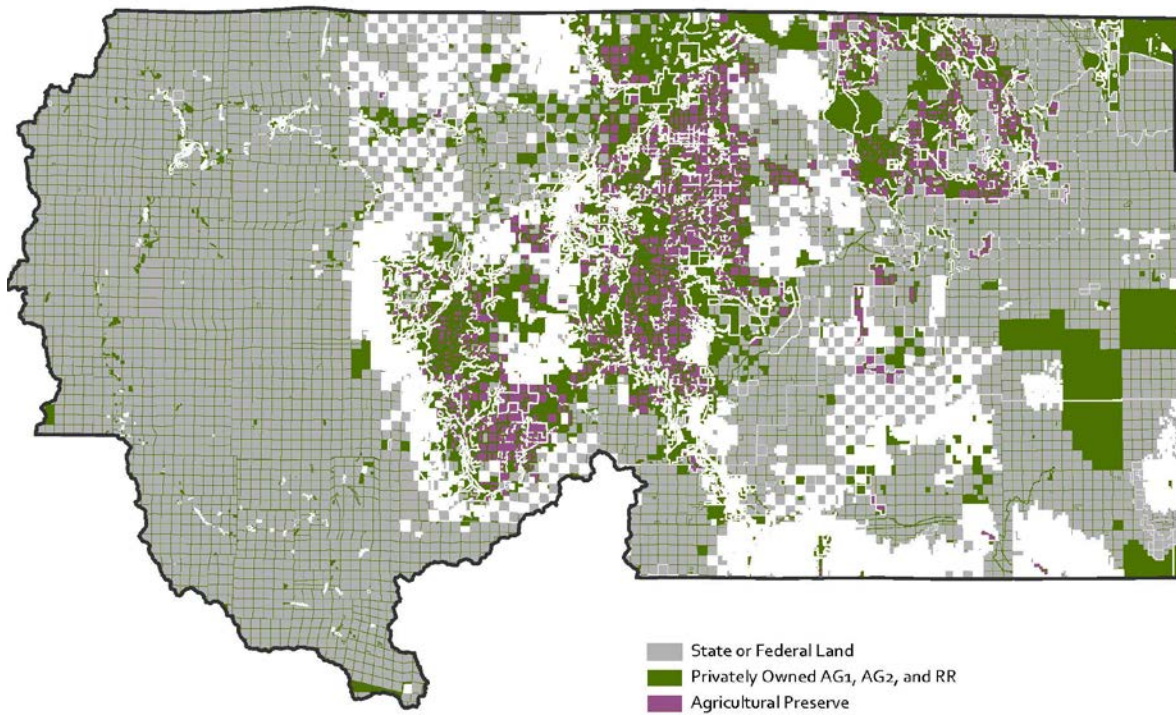 State or Federal Land
Privately Owned AG1, AG2, and RR
Agricultural Preserve